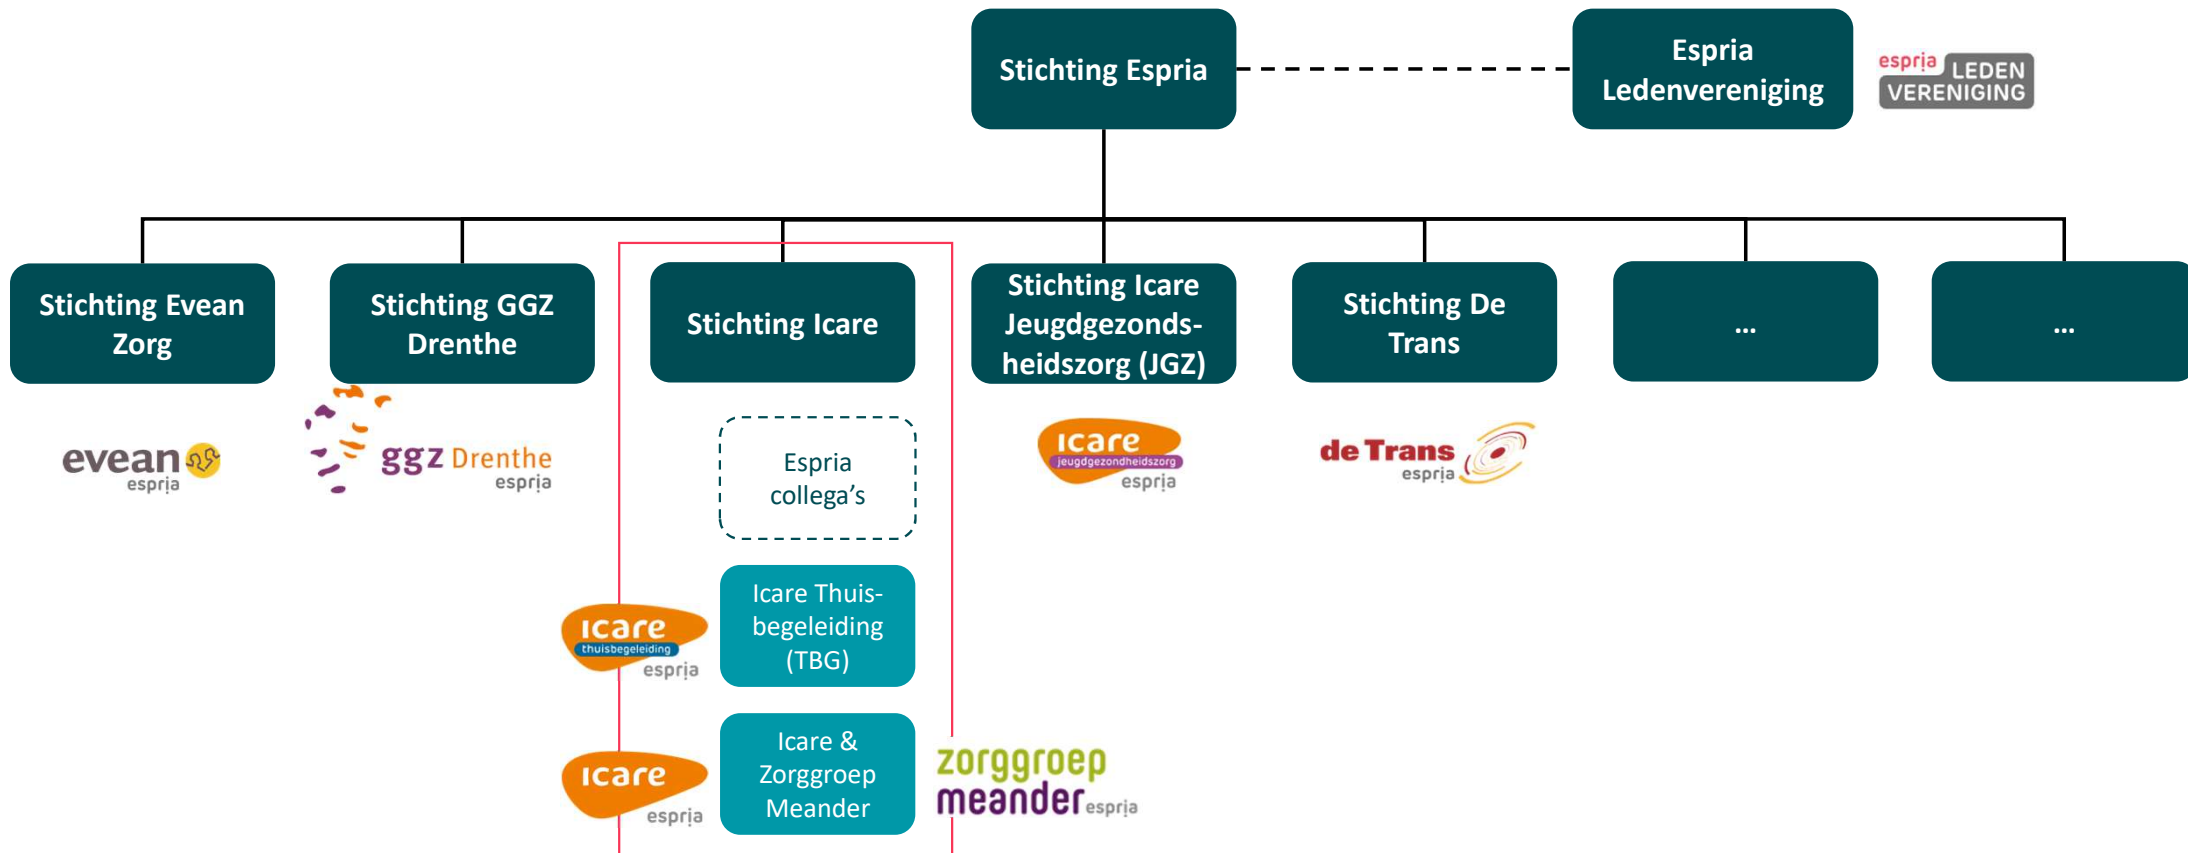 Stichting Espria
Espria
Ledenvereniging
espria LEDEN
VERENIGING
Stichting Evean
Zorg
Stichting GGZ
Drenthe
Stichting Icare
Stichting Icare
Jeugdgezonds-
heidszorg (JGZ)
Stichting De
Trans
...
...
evean
espria
ggz Drenthe
espria
Espria
collega's
icare
jeugdgezondheidszorg
espria
de Trans
espria
icare
thuisbegeleiding
espria
Icare Thuis-
begeleiding
(TBG)
icare
espria
Icare &
Zorggroep
Meander
zorggroep
meander espria